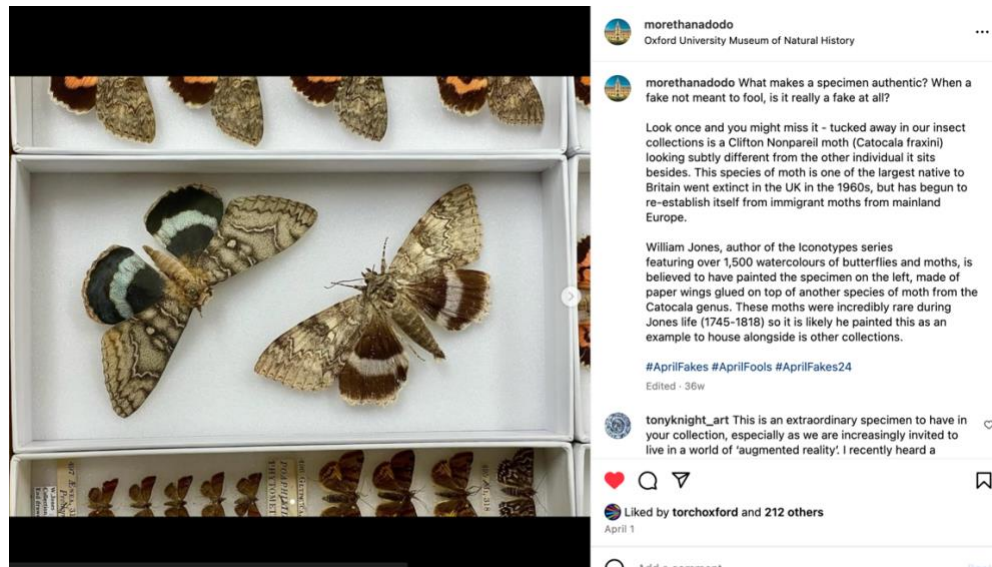 morethanadodo
Oxford University Museum of Natural History
morethanadodo What makes a specimen authentic? When a
fake not meant to fool, is it really a fake at all?
Look once and you might miss it - tucked away in our insect
collections is a Clifton Nonpareil moth (Catocala fraxini)
looking subtly different from the other individual it sits
besides. This species of moth is one of the largest native to
Britain went extinct in the UK in the 1960s, but has begun to
re-establish itself from immigrant moths from mainland
Europe.
William Jones, author of the Iconotypes series
featuring over 1,500 watercolours of butterflies and moths, is
believed to have painted the specimen on the left, made of
paper wings glued on top of another species of moth from the
Catocala genus. These moths were incredibly rare during
Jones life (1745-1818) so it is likely he painted this as an
example to house alongside is other collections.
#AprilFakes #AprilFools #AprilFakes24
Edited · 36w
tonyknight_art This is an extraordinary specimen to have in
your collection, especially as we are increasingly invited to
live in a world of 'augmented reality'. I recently heard a
Liked by torchoxford and 212 others
April 1